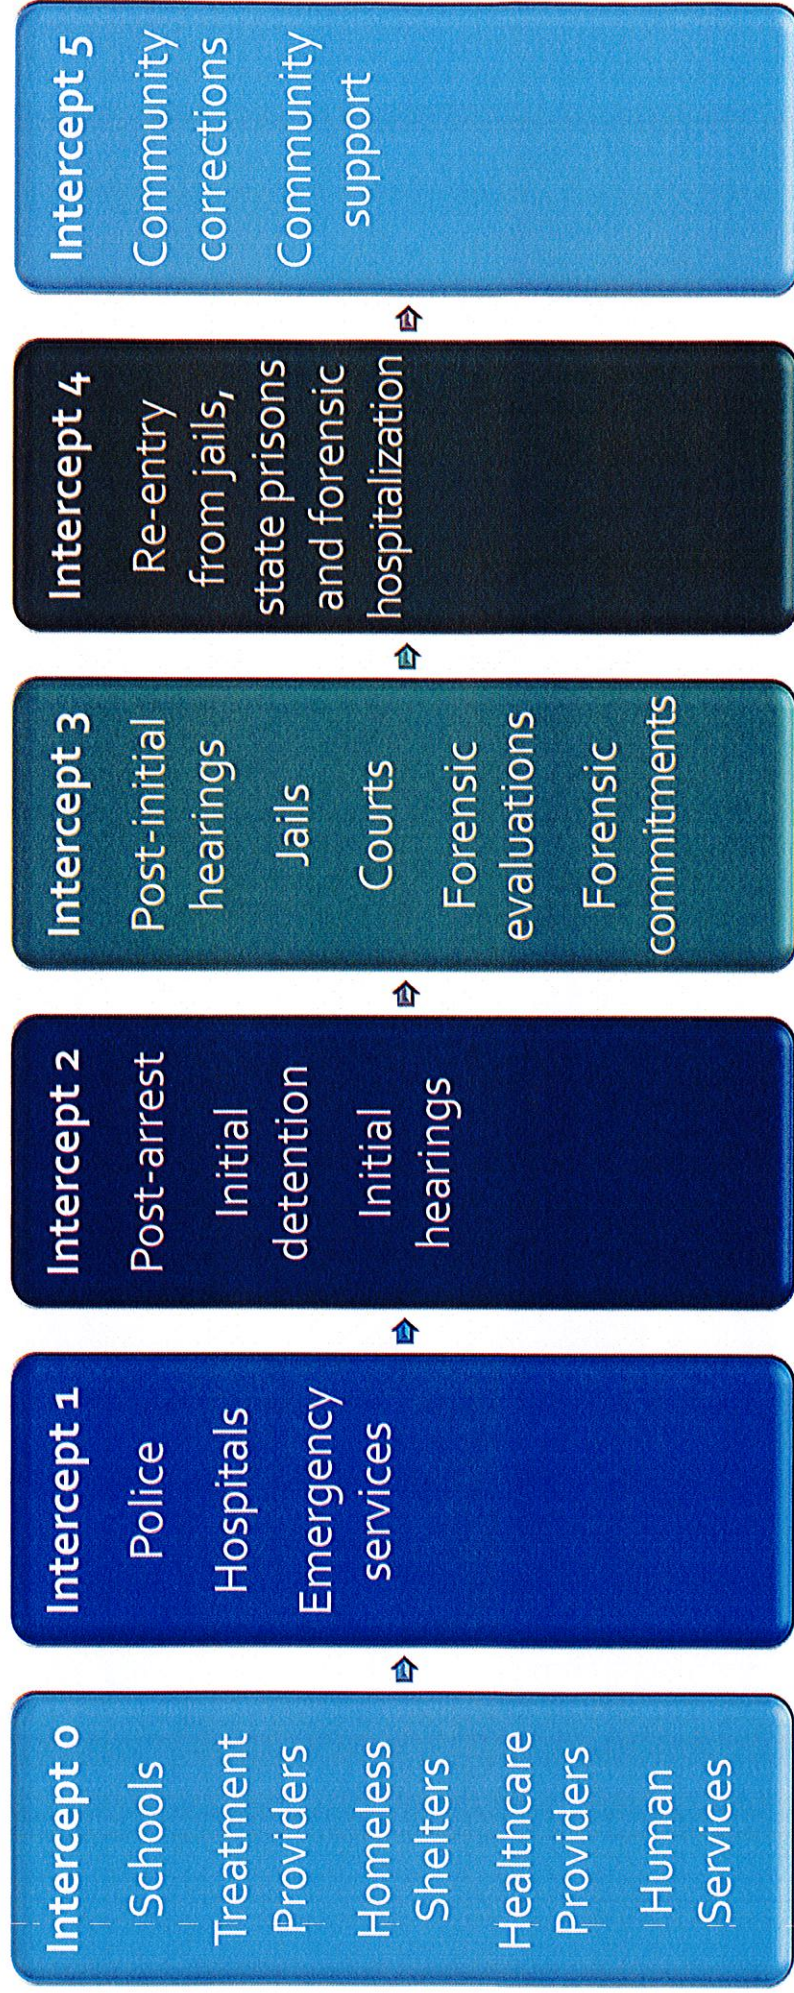 Intercept 0
Schools
Treatment
Providers
Homeless
Shelters
Healthcare
Providers
Human
Services
Intercept 1
Police
Hospitals
Emergency
services
Intercept 2
Post-arrest
Initial
detention
Initial
hearings
Intercept 3
Post-initial
hearings
Jails
Courts
Forensic
evaluations
Forensic
commitments
Intercept 4
Re-entry
from jails,
state prisons
and forensic
hospitalization
Intercept 5
Community
corrections
Community
support